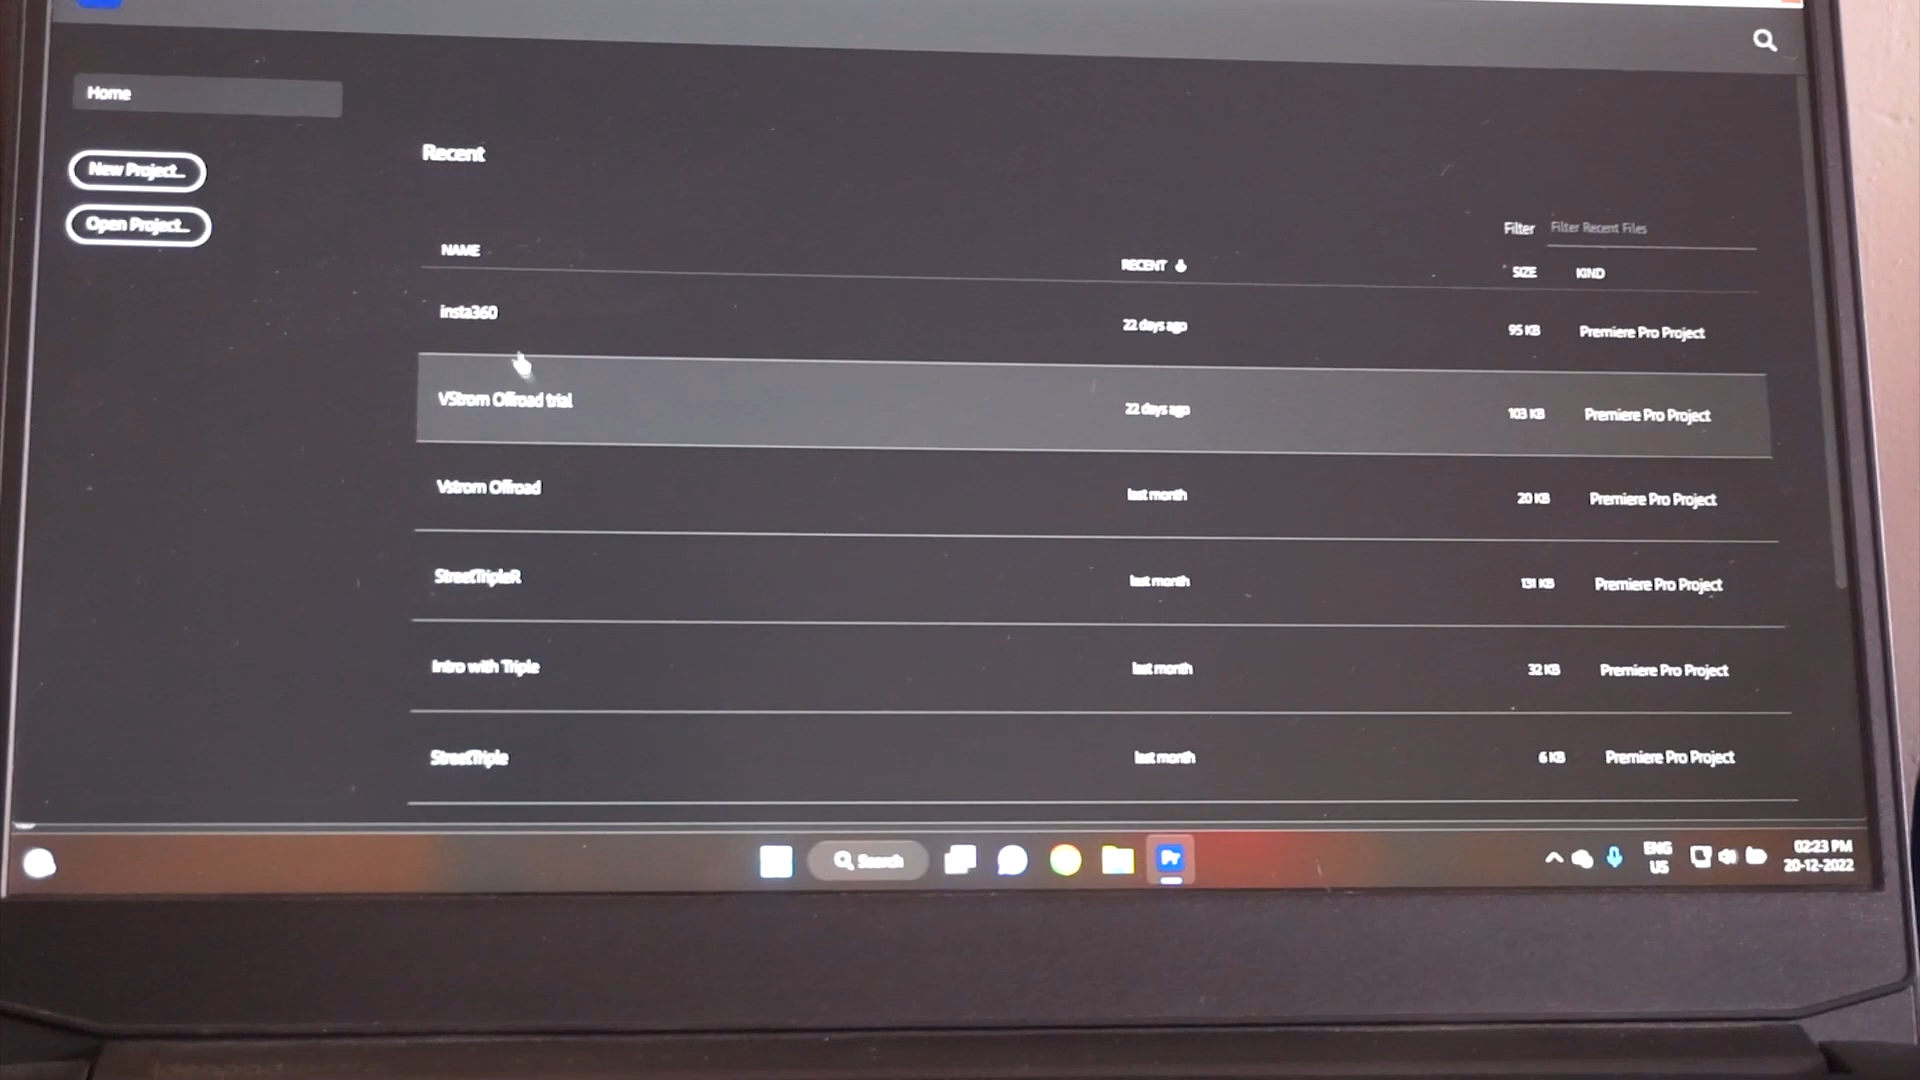 Home
New Project...
Open Project...
Recent
Filter Filter Recent Files
NAME RECENT SIZE KIND
insta360 22 days ago 95 KB Premiere Pro Project
VStrom Offroad trial 22 days ago 103 KB Premiere Pro Project
Vstrom Offroad last month 20 KB Premiere Pro Project
StreetTripleR last month 131 KB Premiere Pro Project
Intro with Triple last month 32 KB Premiere Pro Project
StreetTriple last month 6 KB Premiere Pro Project
Search
Pr
ENG
US
02:23 PM
20-12-2022